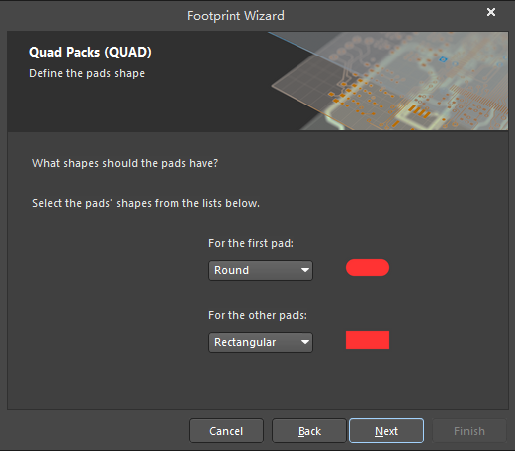 Footprint Wizard
Quad Packs (QUAD)
Define the pads shape
What shapes should the pads have?
Select the pads' shapes from the lists below.
For the first pad:
Round
For the other pads:
Rectangular
Cancel
Back
Next
Finish